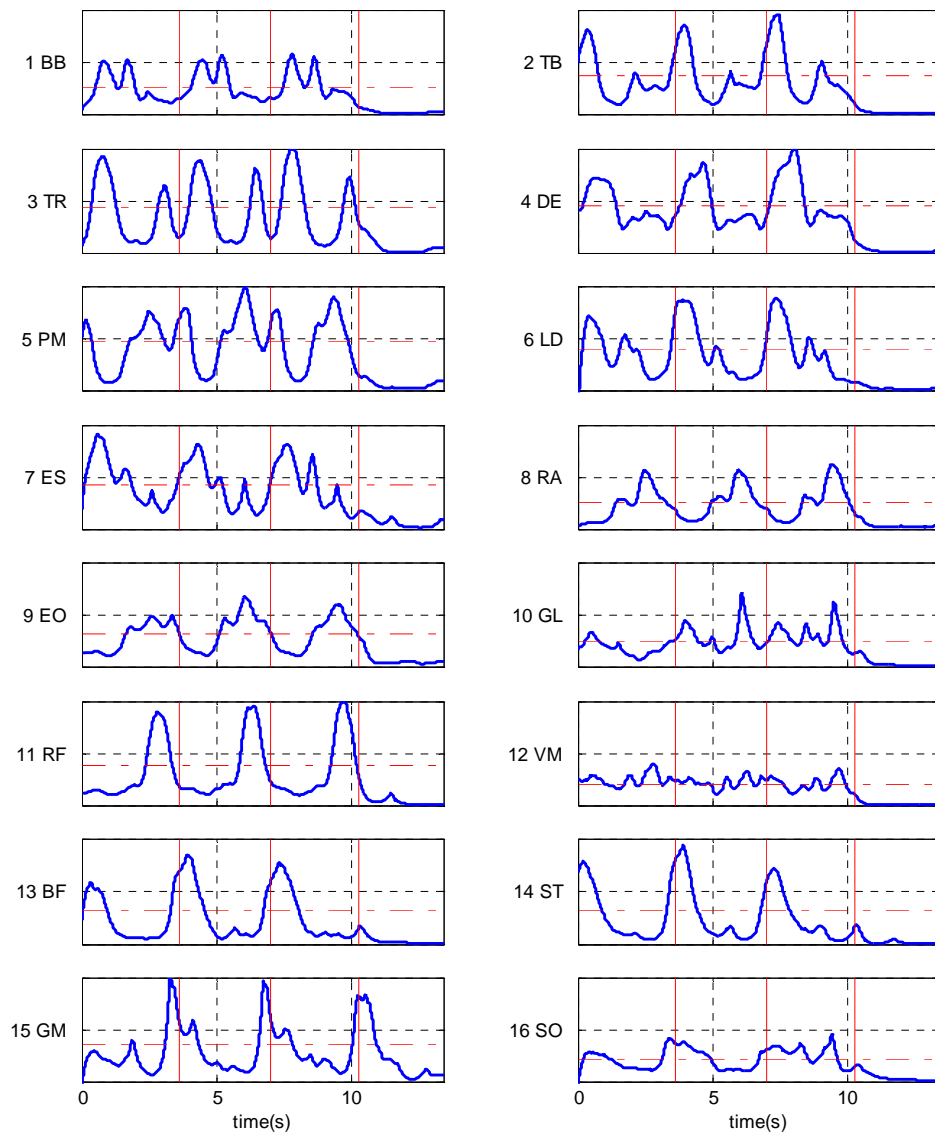 1 BB
2 TB
3 TR
4 DE
5 PM
6 LD
7 ES
8 RA
9 EO
10 GL
11 RF
12 VM
13 BF
14 ST
15 GM
16 SO
0 5 10
0 5 10
time(s)
time(s)